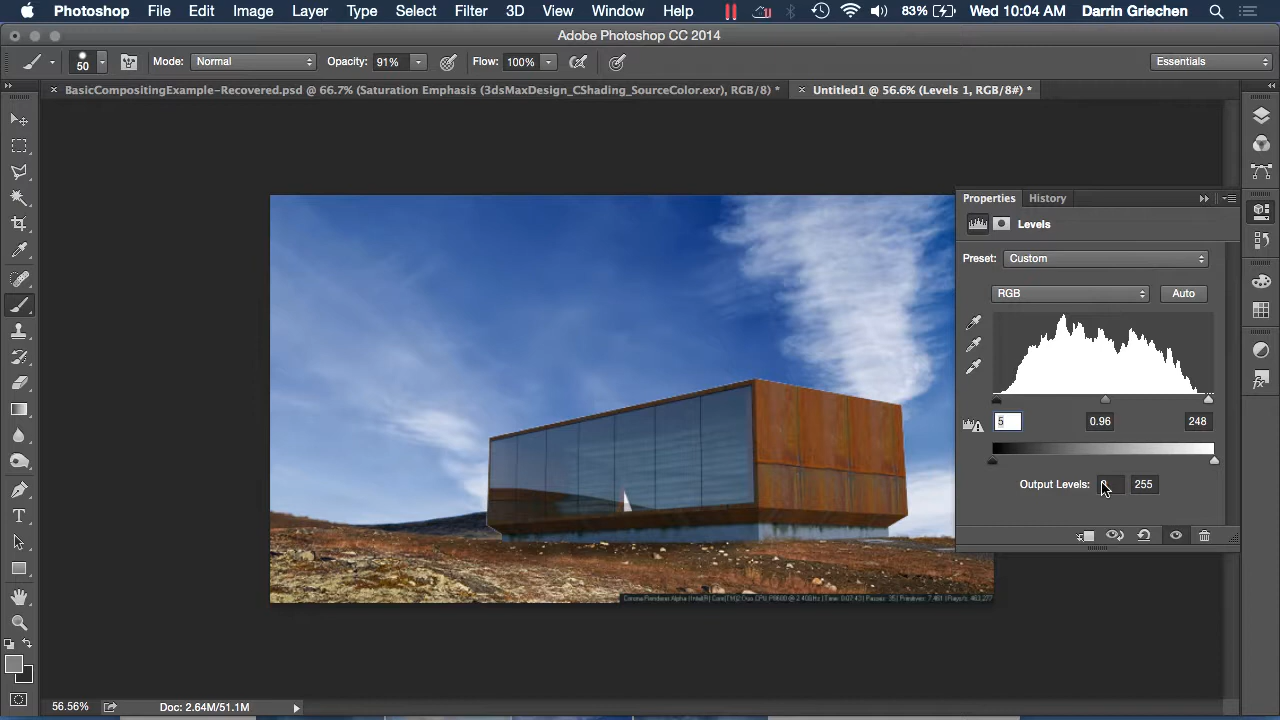 Photoshop File Edit Image Layer Type Select Filter 3D View Window Help 83% Wed 10:04 AM Darrin Griechen
Adobe Photoshop CC 2014
50 Mode: Normal Opacity: 91% Flow: 100% Essentials
BasicCompositingExample-Recovered.psd @ 66.7% (Saturation Emphasis (3dsMaxDesign_CShading_SourceColor.exr), RGB/8) * Untitled1 @ 56.6% (Levels 1, RGB/8#) *
Properties History
Levels
Preset: Custom
RGB Auto
5 0.96 248
Output Levels: 255
T
56.56% Doc: 2.64M/51.1M